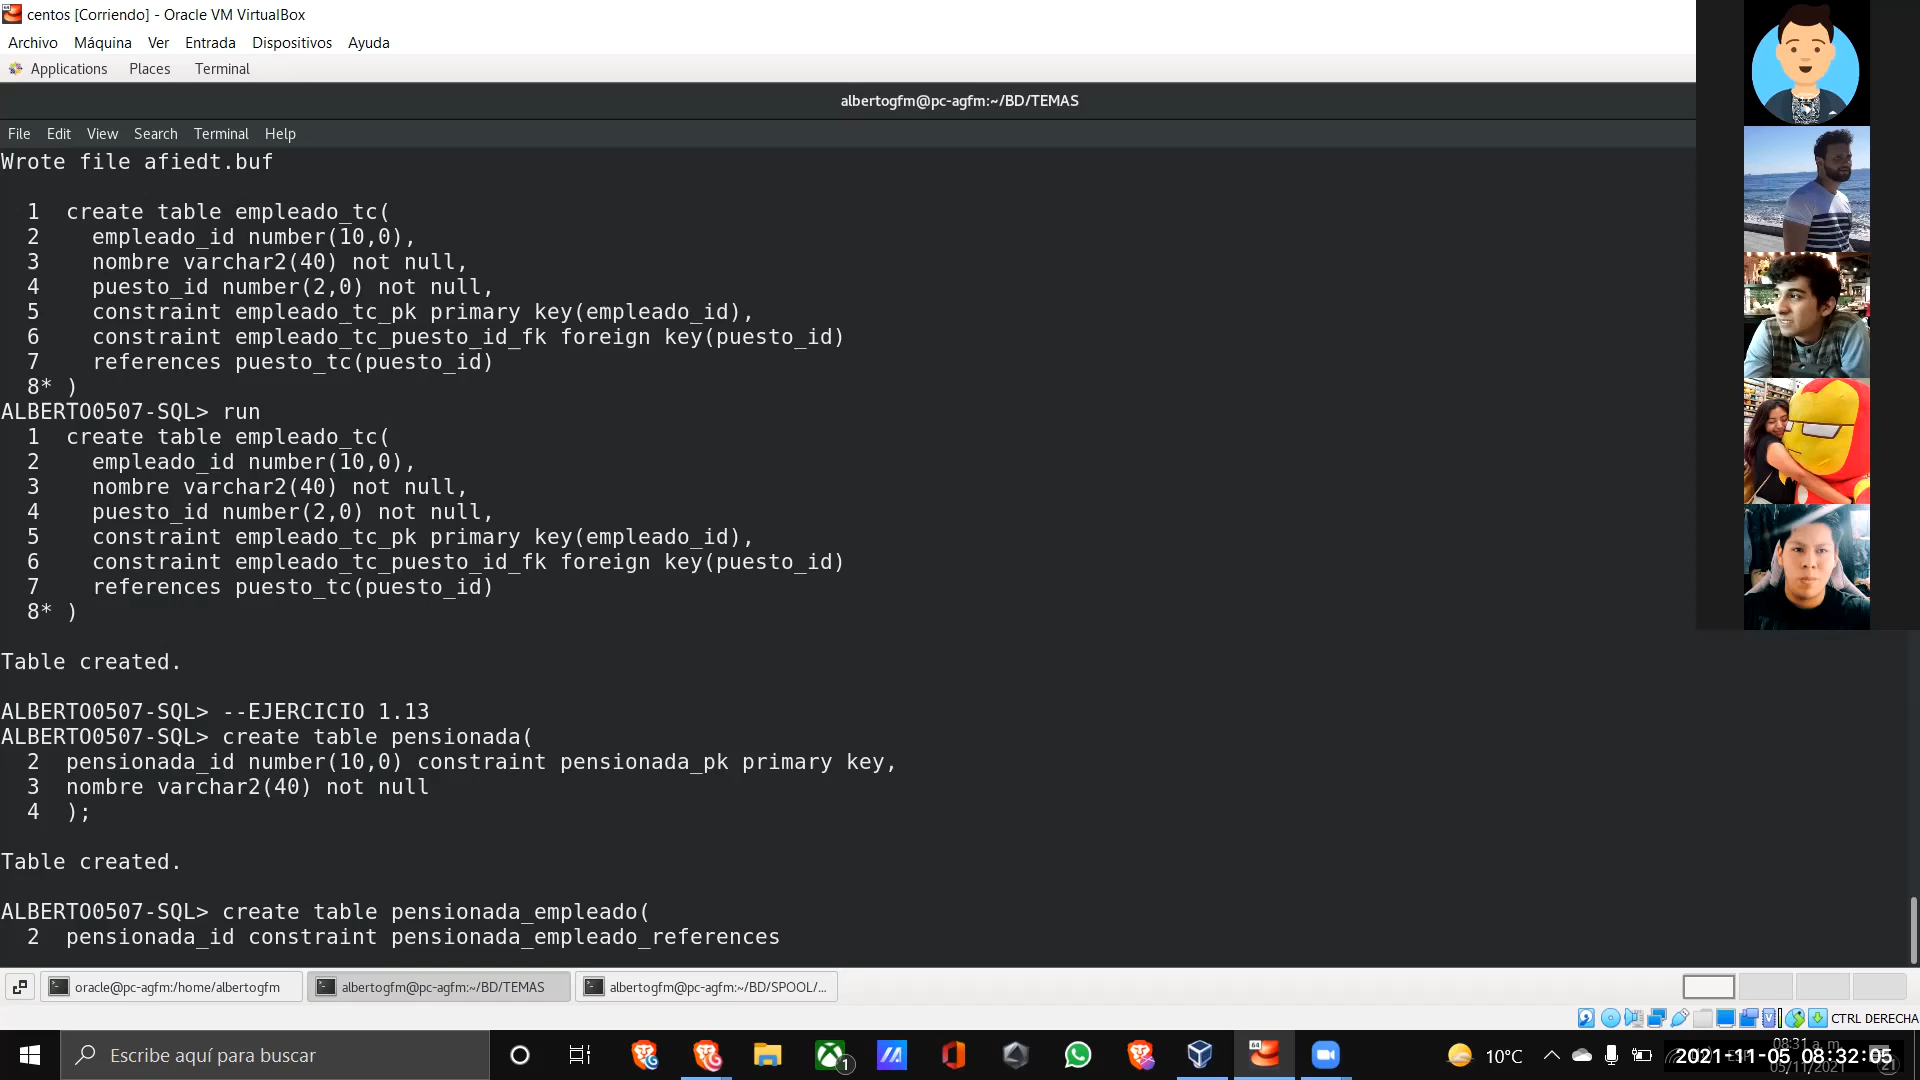 centos [Corriendo] - Oracle VM VirtualBox
Archivo Máquina Ver Entrada Dispositivos Ayuda
Applications Places Terminal
albertogfm@pc-agfm:~/BD/TEMAS
File Edit View Search Terminal Help
Wrote file afiedt.buf
1 create table empleado_tc(
2 empleado_id number(10,0),
3 nombre varchar2(40) not null,
4 puesto_id number(2,0) not null,
5 constraint empleado_tc_pk primary key(empleado_id),
6 constraint empleado_tc_puesto_id_fk foreign key(puesto_id)
7 references puesto_tc(puesto_id)
8* )
ALBERTO0507-SQL> run
1 create table empleado_tc(
2 empleado_id number(10,0),
3 nombre varchar2(40) not null,
4 puesto_id number(2,0) not null,
5 constraint empleado_tc_pk primary key(empleado_id),
6 constraint empleado_tc_puesto_id_fk foreign key(puesto_id)
7 references puesto_tc(puesto_id)
8* )
Table created.
ALBERTO0507-SQL> --EJERCICIO 1.13
ALBERTO0507-SQL> create table pensionada(
2 pensionada_id number(10,0) constraint pensionada_pk primary key,
3 nombre varchar2(40) not null
4 );
Table created.
ALBERTO0507-SQL> create table pensionada_empleado(
2 pensionada_id constraint pensionada_empleado_references
oracle@pc-agfm:/home/albertogfm
albertogfm@pc-agfm:~/BD/TEMAS
albertogfm@pc-agfm:~/BD/SPOOL/...
CTRL DERECHA
Escribe aquí para buscar
1
10°C
08:31 a. m.
2021-11-05 08:32:05
05/11/2021
21